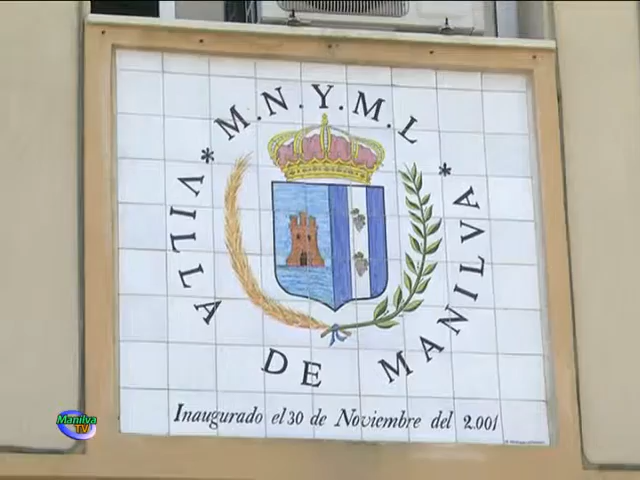 M.N.Y.M.L
* VILLA DE MANILVA *
Inaugurado el 30 de Noviembre del 2.001
Manilva
TV